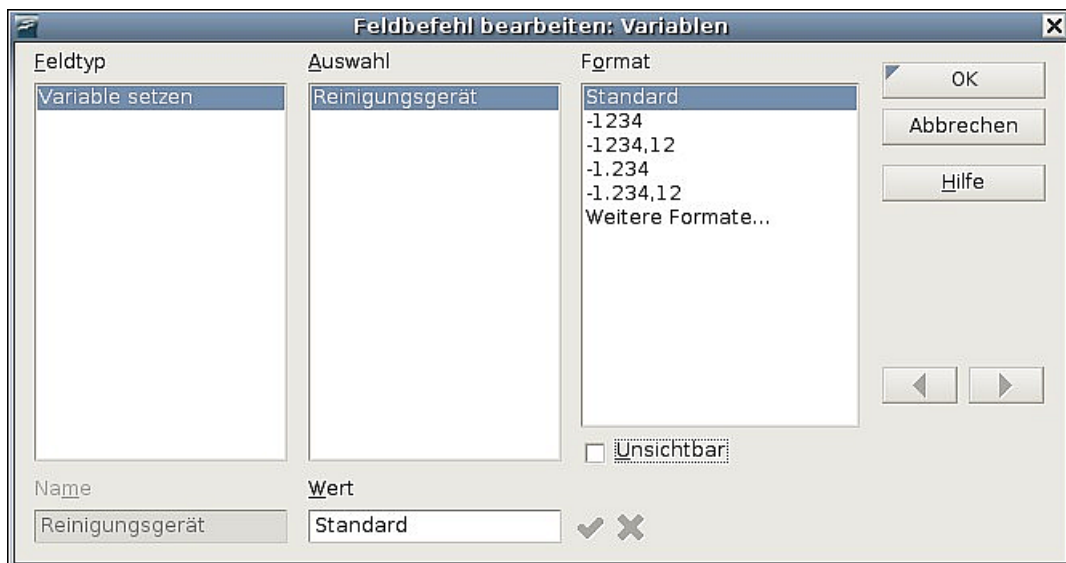 Feldbefehl bearbeiten: Variablen
Feldtyp
Variable setzen
Auswahl
Reinigungsgerät
Format
Standard
-1234
-1234,12
-1.234
-1.234,12
Weitere Formate...
Unsichtbar
OK
Abbrechen
Hilfe
Name
Reinigungsgerät
Wert
Standard